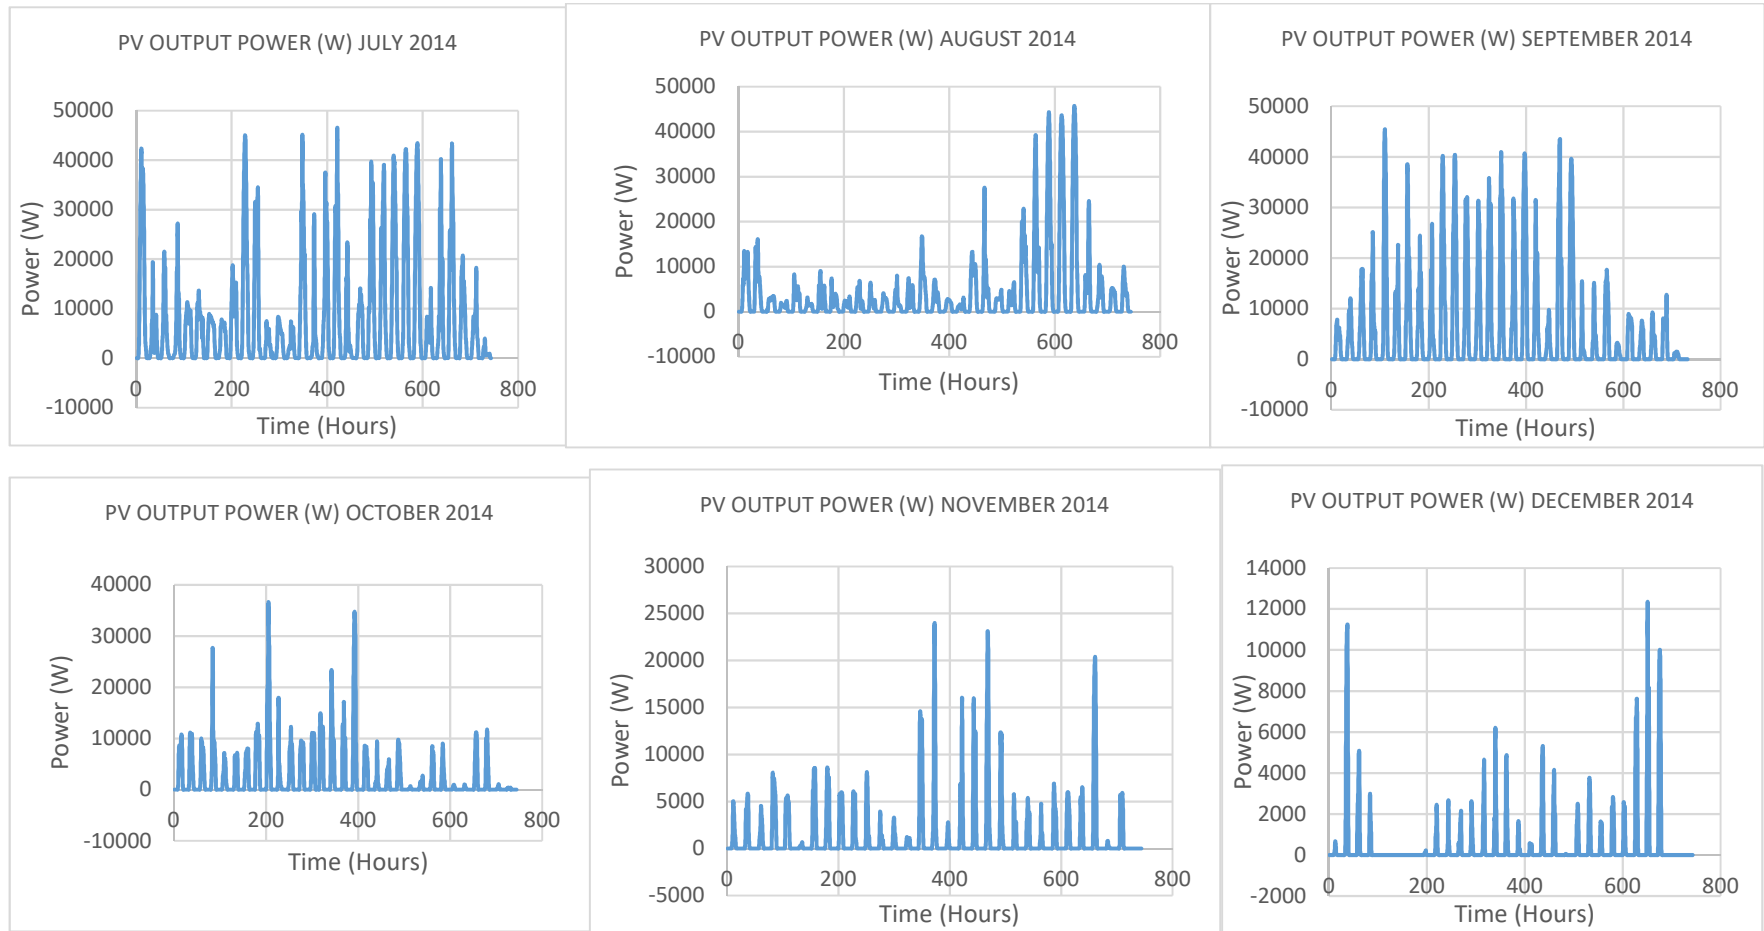 PV OUTPUT POWER (W) JULY 2014
50000
40000
30000
20000
10000
0
-10000
0 200 400 600 800
Power (W)
Time (Hours)
PV OUTPUT POWER (W) AUGUST 2014
50000
40000
30000
20000
10000
0
-10000
0 200 400 600 800
Power (W)
Time (Hours)
PV OUTPUT POWER (W) SEPTEMBER 2014
50000
40000
30000
20000
10000
0
-10000
0 200 400 600 800
Power (W)
Time (Hours)
PV OUTPUT POWER (W) OCTOBER 2014
40000
30000
20000
10000
0
-10000
0 200 400 600 800
Power (W)
Time (Hours)
PV OUTPUT POWER (W) NOVEMBER 2014
30000
25000
20000
15000
10000
5000
0
-5000
0 200 400 600 800
Power (W)
Time (Hours)
PV OUTPUT POWER (W) DECEMBER 2014
14000
12000
10000
8000
6000
4000
2000
0
-2000
0 200 400 600 800
Power (W)
Time (Hours)